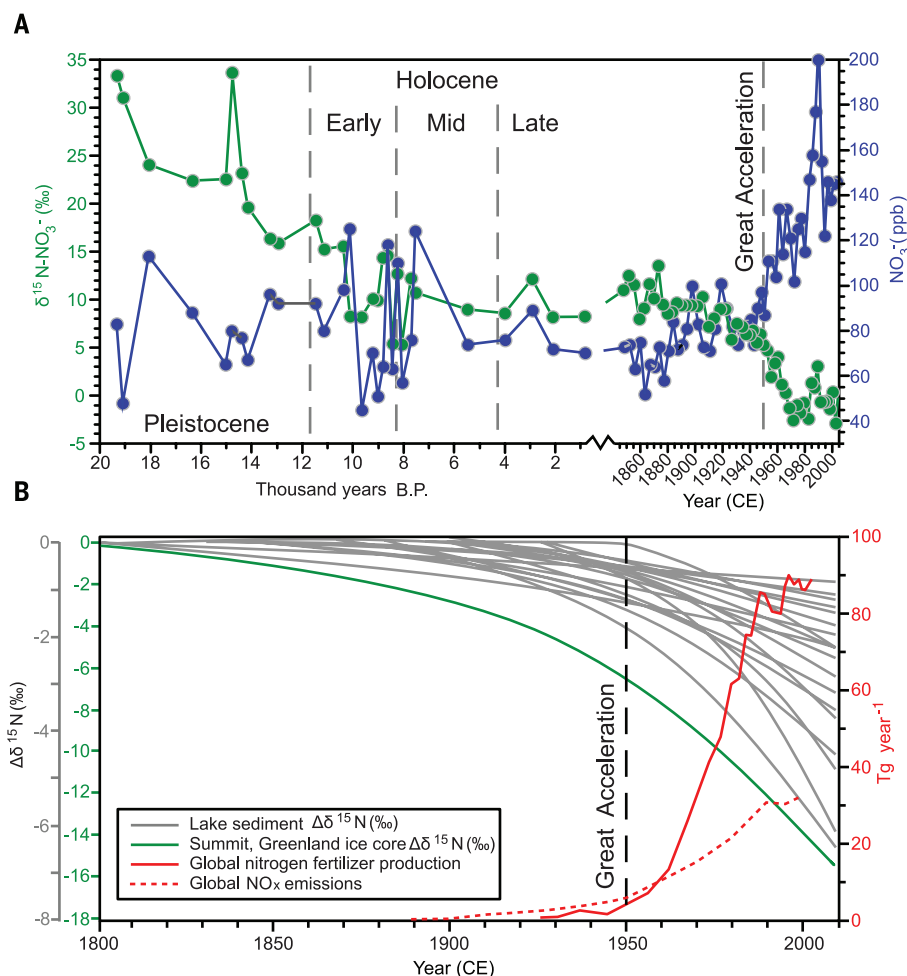 A
Holocene
Early
Mid
Late
Pleistocene
Great Acceleration
δ¹⁵N-NO₃⁻ (‰)
35
30
25
20
15
10
5
0
-5
NO₃⁻ (ppb)
200
180
160
140
120
100
80
60
40
20 18 16 14 12 10 8 6 4 2
1860 1880 1900 1920 1940 1960 1980 2000
Thousand years B.P.
Year (CE)
B
Δδ¹⁵N (‰)
0
-2
-4
-6
-8
0
-2
-4
-6
-8
-10
-12
-14
-16
-18
Great Acceleration
Lake sediment Δδ¹⁵N (‰)
Summit, Greenland ice core Δδ¹⁵N (‰)
Global nitrogen fertilizer production
Global NOₓ emissions
100
80
60
40
20
0
Tg year⁻¹
1800 1850 1900 1950 2000
Year (CE)